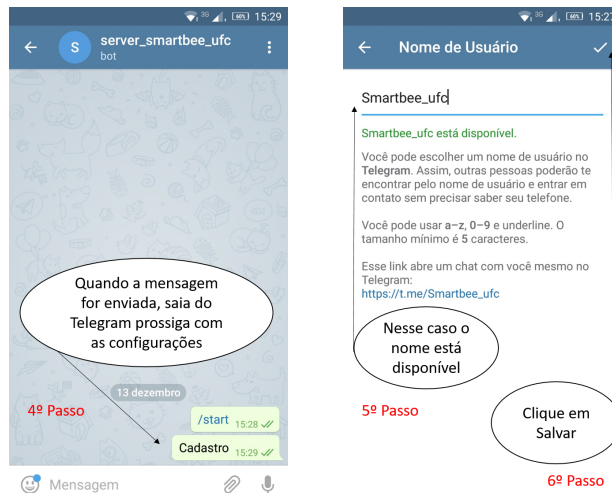 3G 60% 15:29
S server_smartbee_ufc
bot
Quando a mensagem
for enviada, saia do
Telegram prossiga com
as configurações
13 dezembro
4º Passo
/start 15:28
Cadastro 15:29
Mensagem
3G 60% 15:27
Nome de Usuário
Smartbee_ufc
Smartbee_ufc está disponível.
Você pode escolher um nome de usuário no
Telegram. Assim, outras pessoas poderão te
encontrar pelo nome de usuário e entrar em
contato sem precisar saber seu telefone.
Você pode usar a–z, 0–9 e underline. O
tamanho mínimo é 5 caracteres.
Esse link abre um chat com você mesmo no
Telegram:
https://t.me/Smartbee_ufc
Nesse caso o
nome está
disponível
5º Passo
Clique em
Salvar
6º Passo